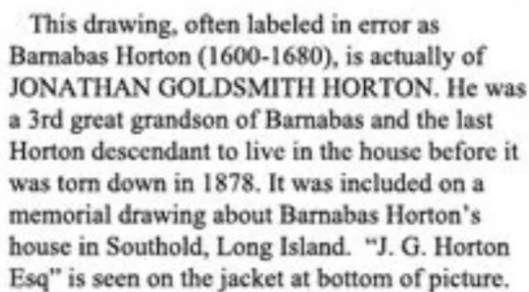 This drawing, often labeled in error as
Barnabas Horton (1600-1680), is actually of
JONATHAN GOLDSMITH HORTON. He was
a 3rd great grandson of Barnabas and the last
Horton descendant to live in the house before it
was torn down in 1878. It was included on a
memorial drawing about Barnabas Horton's
house in Southold, Long Island. "J. G. Horton
Esq" is seen on the jacket at bottom of picture.